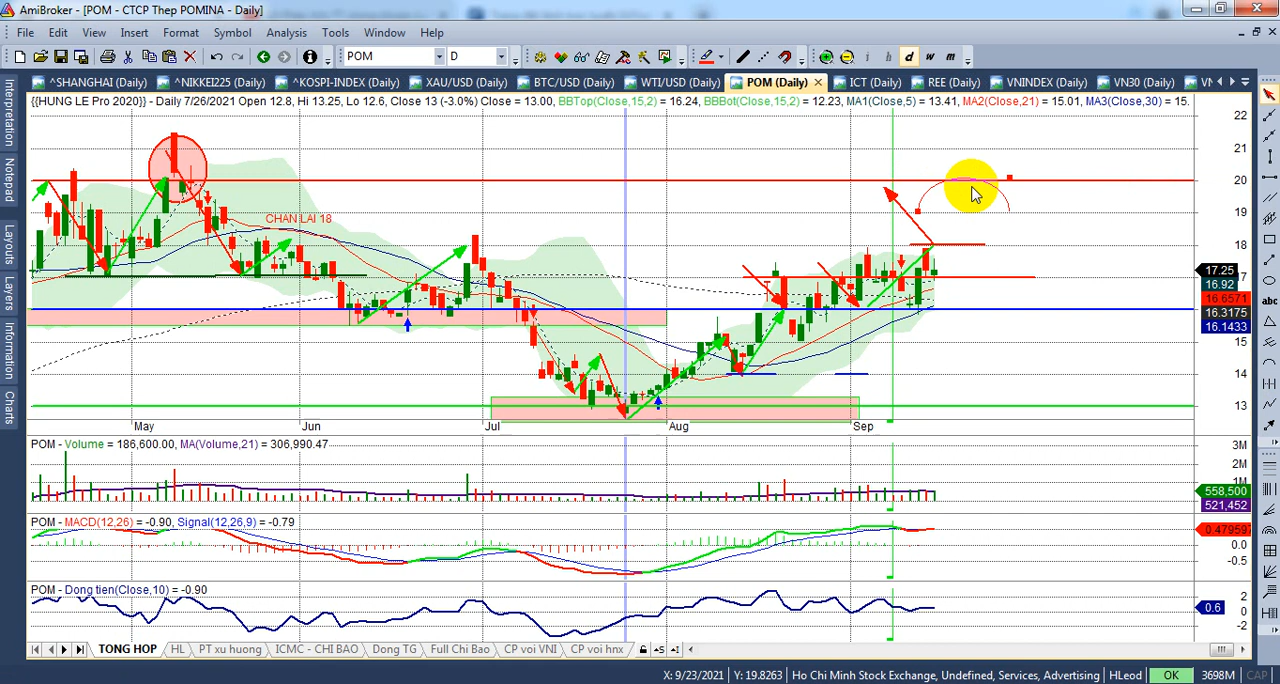 AmiBroker - [POM - CTCP Thep POMINA - Daily]
File Edit View Insert Format Symbol Analysis Tools Window Help
POM D i h d w m
^SHANGHAI (Daily) ^NIKKEI225 (Daily) ^KOSPI-INDEX (Daily) XAU/USD (Daily) BTC/USD (Daily) WTI/USD (Daily) POM (Daily) ICT (Daily) REE (Daily) VNINDEX (Daily) VN30 (Daily)
{{HUNG LE Pro 2020}} - Daily 7/26/2021 Open 12.8, Hi 13.25, Lo 12.6, Close 13 (-3.0%) Close = 13.00, BBTop(Close,15,2) = 16.24, BBBot(Close,15,2) = 12.23, MA1(Close,5) = 13.41, MA2(Close,21) = 15.01, MA3(Close,30) = 15.
Interpretation
Notepad
Layouts
Layers
Information
Charts
abc
22
21
20
19
CHAN LAI 18
18
17.25
17
16.92
16.6571
16.3175
16.1433
15
14
13
May Jun Jul Aug Sep
POM - Volume = 186,600.00, MA(Volume,21) = 306,990.47
3M
2M
558,500
521,452
POM - MACD(12,26) = -0.90, Signal(12,26,9) = -0.79
0.479597
0.0
-0.5
POM - Dong tien(Close,10) = -0.90
2
0.6
0
-2
TONG HOP HL PT xu huong ICMC - CHI BAO Dong TG Full Chi Bao CP voi VNI CP voi hnx
X: 9/23/2021 Y: 19.8263 Ho Chi Minh Stock Exchange, Undefined, Services, Advertising HLeod OK 3698M CAP